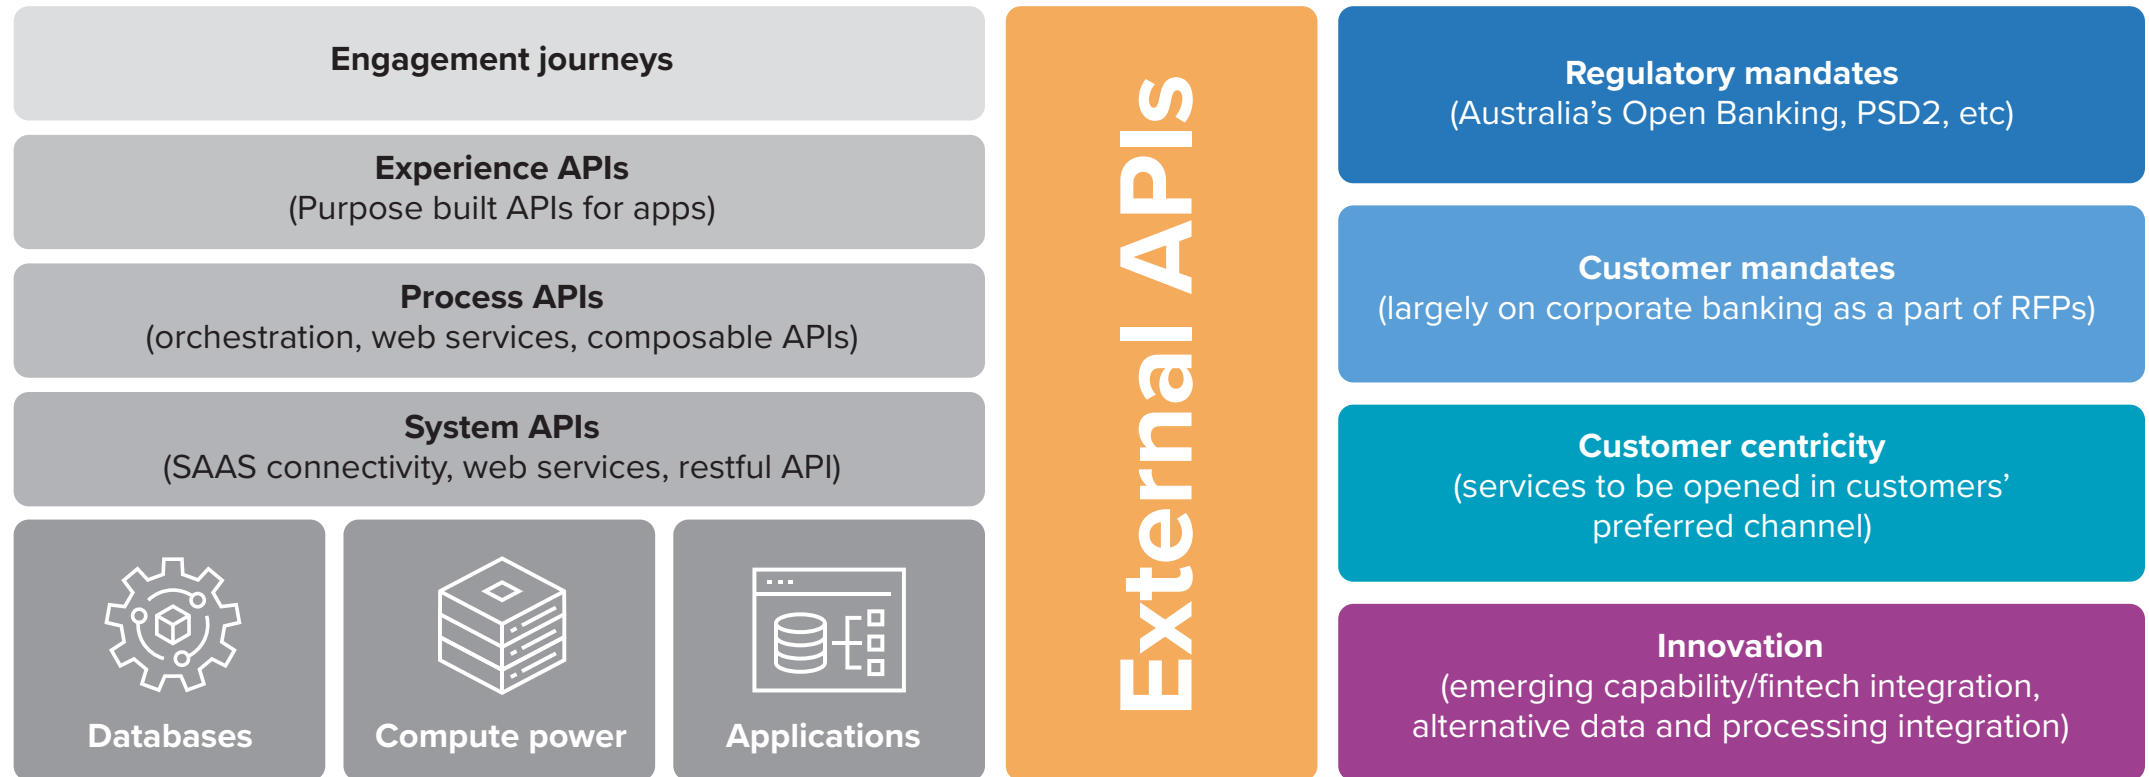 Engagement journeys
Experience APIs
(Purpose built APIs for apps)
Process APIs
(orchestration, web services, composable APIs)
System APIs
(SAAS connectivity, web services, restful API)
Databases
Compute power
Applications
External APIs
Regulatory mandates
(Australia’s Open Banking, PSD2, etc)
Customer mandates
(largely on corporate banking as a part of RFPs)
Customer centricity
(services to be opened in customers’
preferred channel)
Innovation
(emerging capability/fintech integration,
alternative data and processing integration)